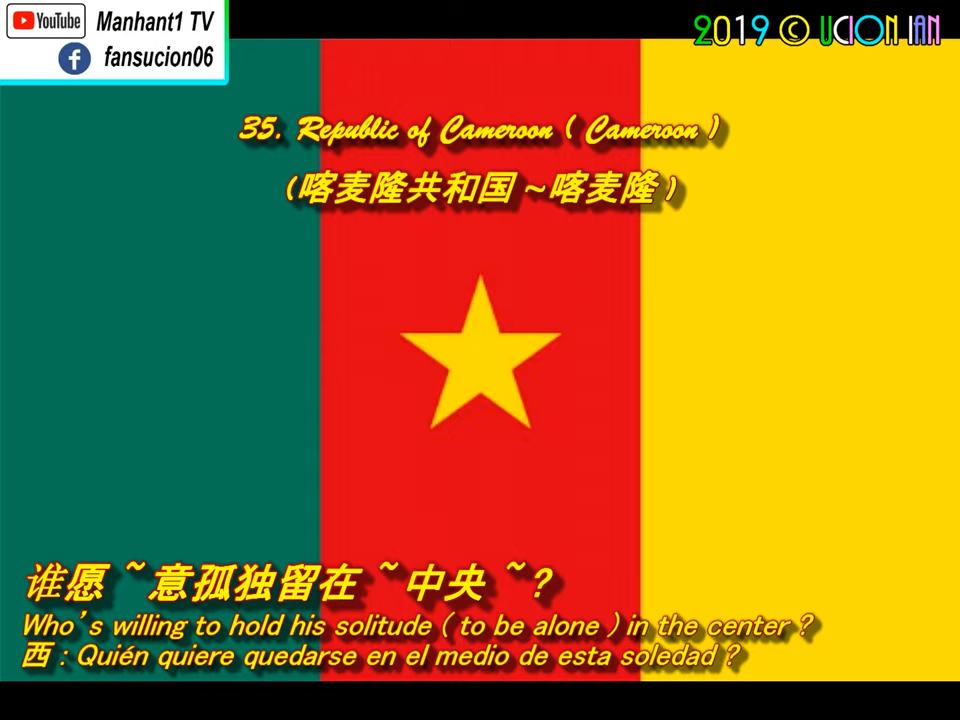 YouTube Manhant1 TV
fansucion06
2019 © UCION IAN
35. Republic of Cameroon ( Cameroon )
(喀麦隆共和国 ~喀麦隆 )
谁愿 ~ 意孤独留在 ~ 中央 ~ ?
Who's willing to hold his solitude ( to be alone ) in the center ?
西 : Quién quiere quedarse en el medio de esta soledad ?